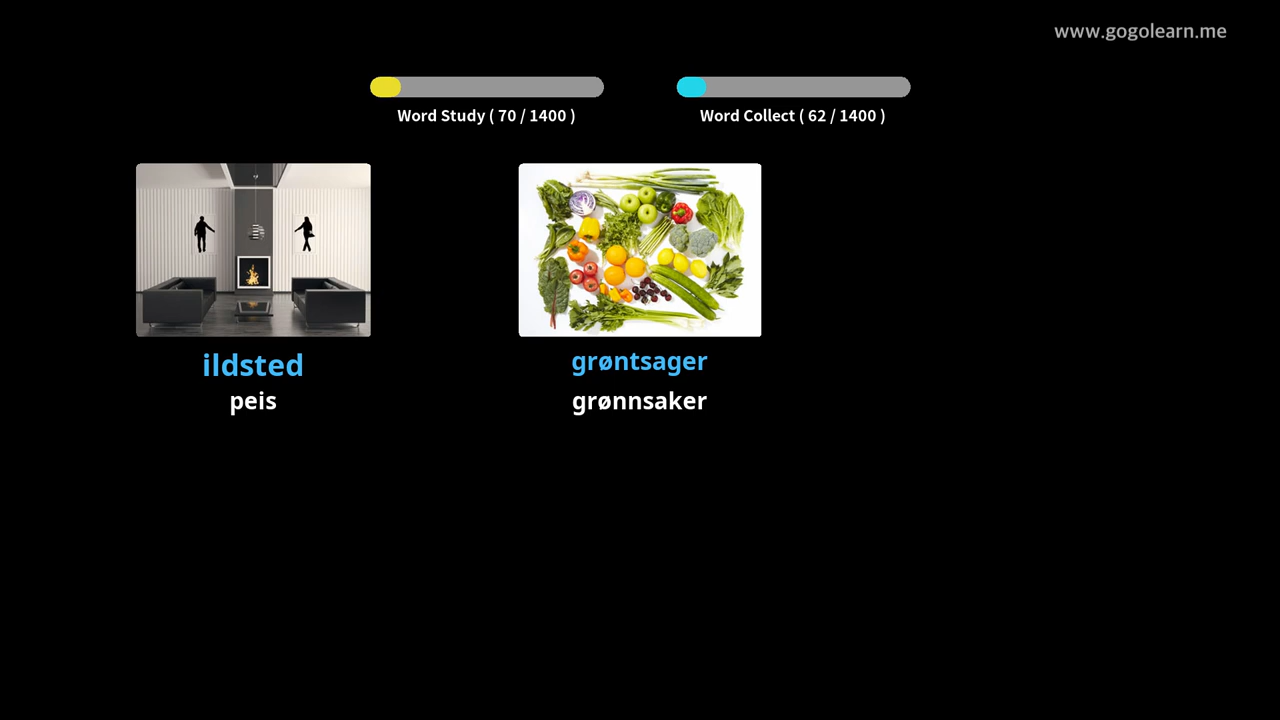 www.gogolearn.me
Word Study ( 70 / 1400 )
Word Collect ( 62 / 1400 )
ildsted
peis
grøntsager
grønnsaker